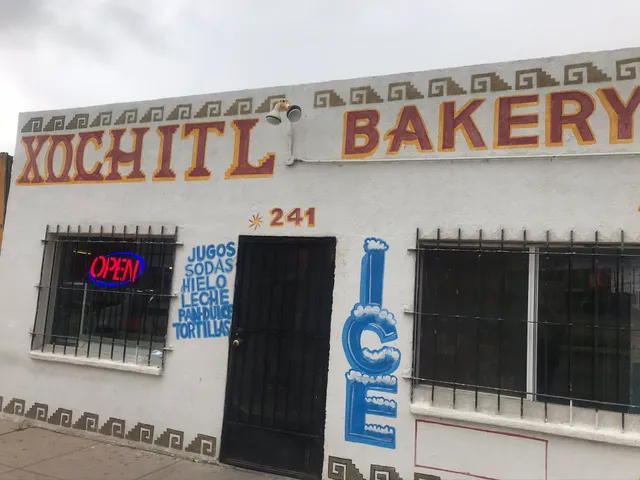 XOCHITL BAKERY
241
OPEN
JUGOS
SODAS
HIELO
LECHE
PAN-DULCE
TORTILLAS
ICE